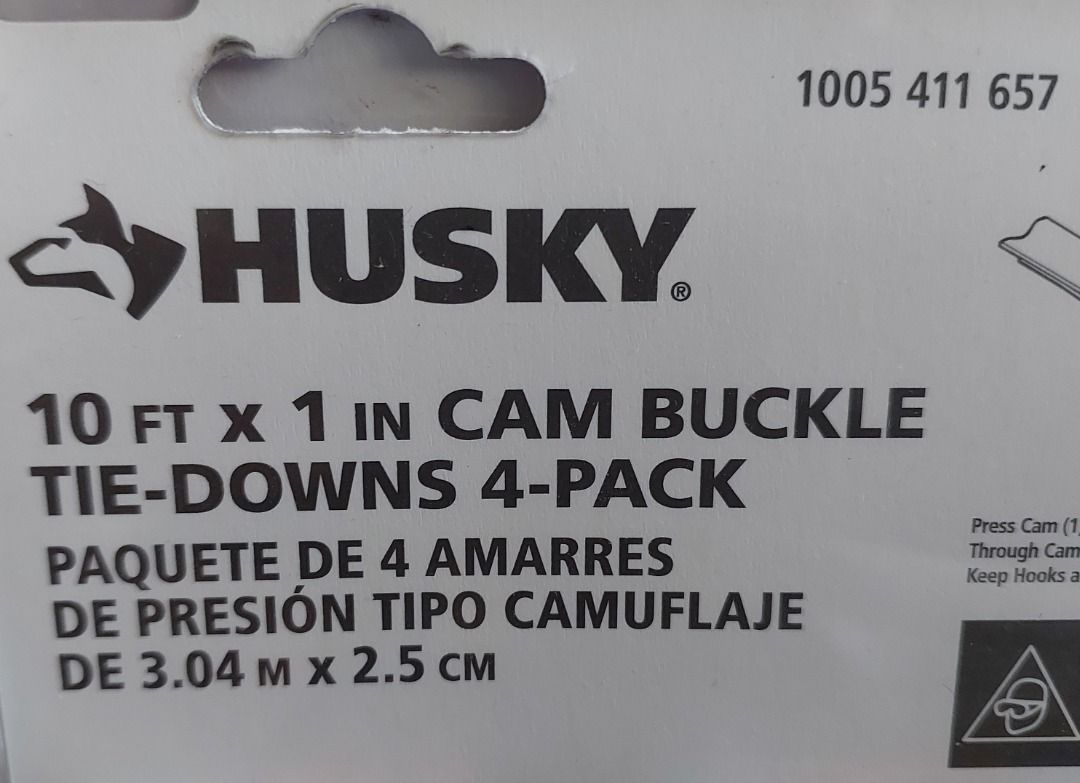 1005 411 657
HUSKY®
10 FT X 1 IN CAM BUCKLE
TIE-DOWNS 4-PACK
PAQUETE DE 4 AMARRES
DE PRESIÓN TIPO CAMUFLAJE
DE 3.04 M X 2.5 CM
Press Cam (1
Through Cam
Keep Hooks